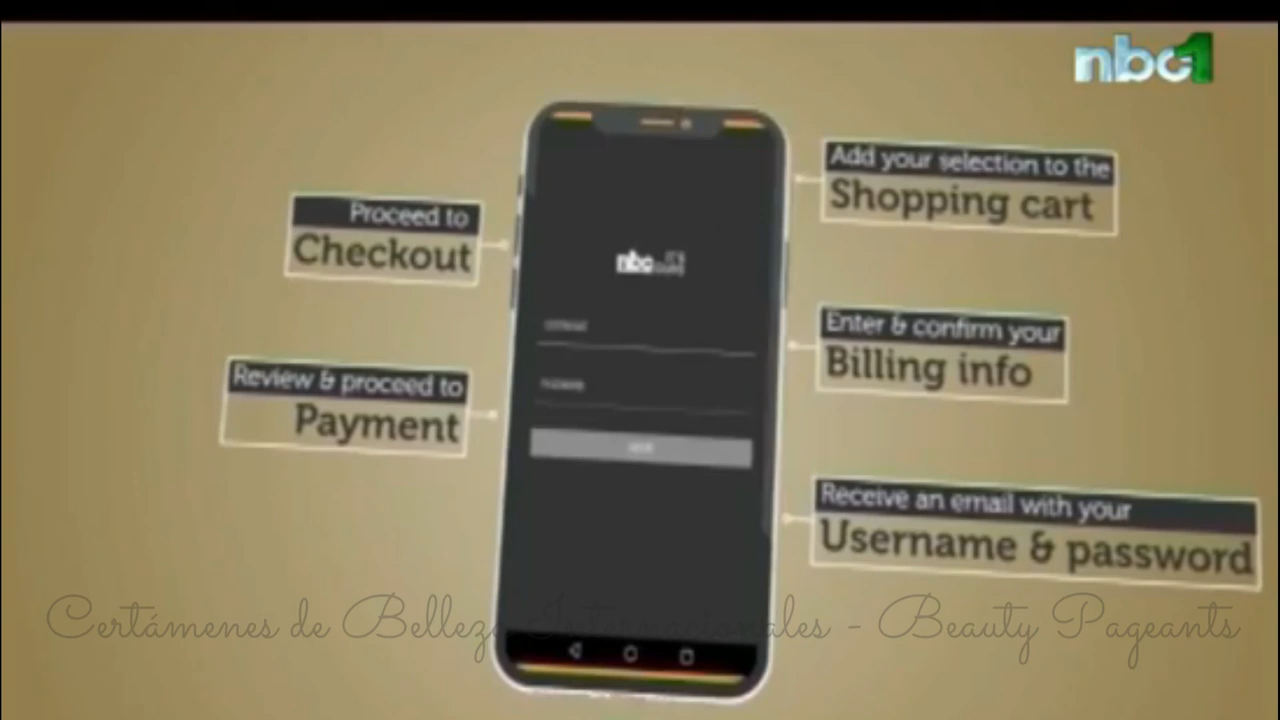 nbc1
Add your selection to the
Shopping cart
Proceed to
Checkout
nbc
Enter & confirm your
Billing info
Review & proceed to
Payment
Receive an email with your
Username & password
Certámenes de Belleza Internacionales - Beauty Pageants